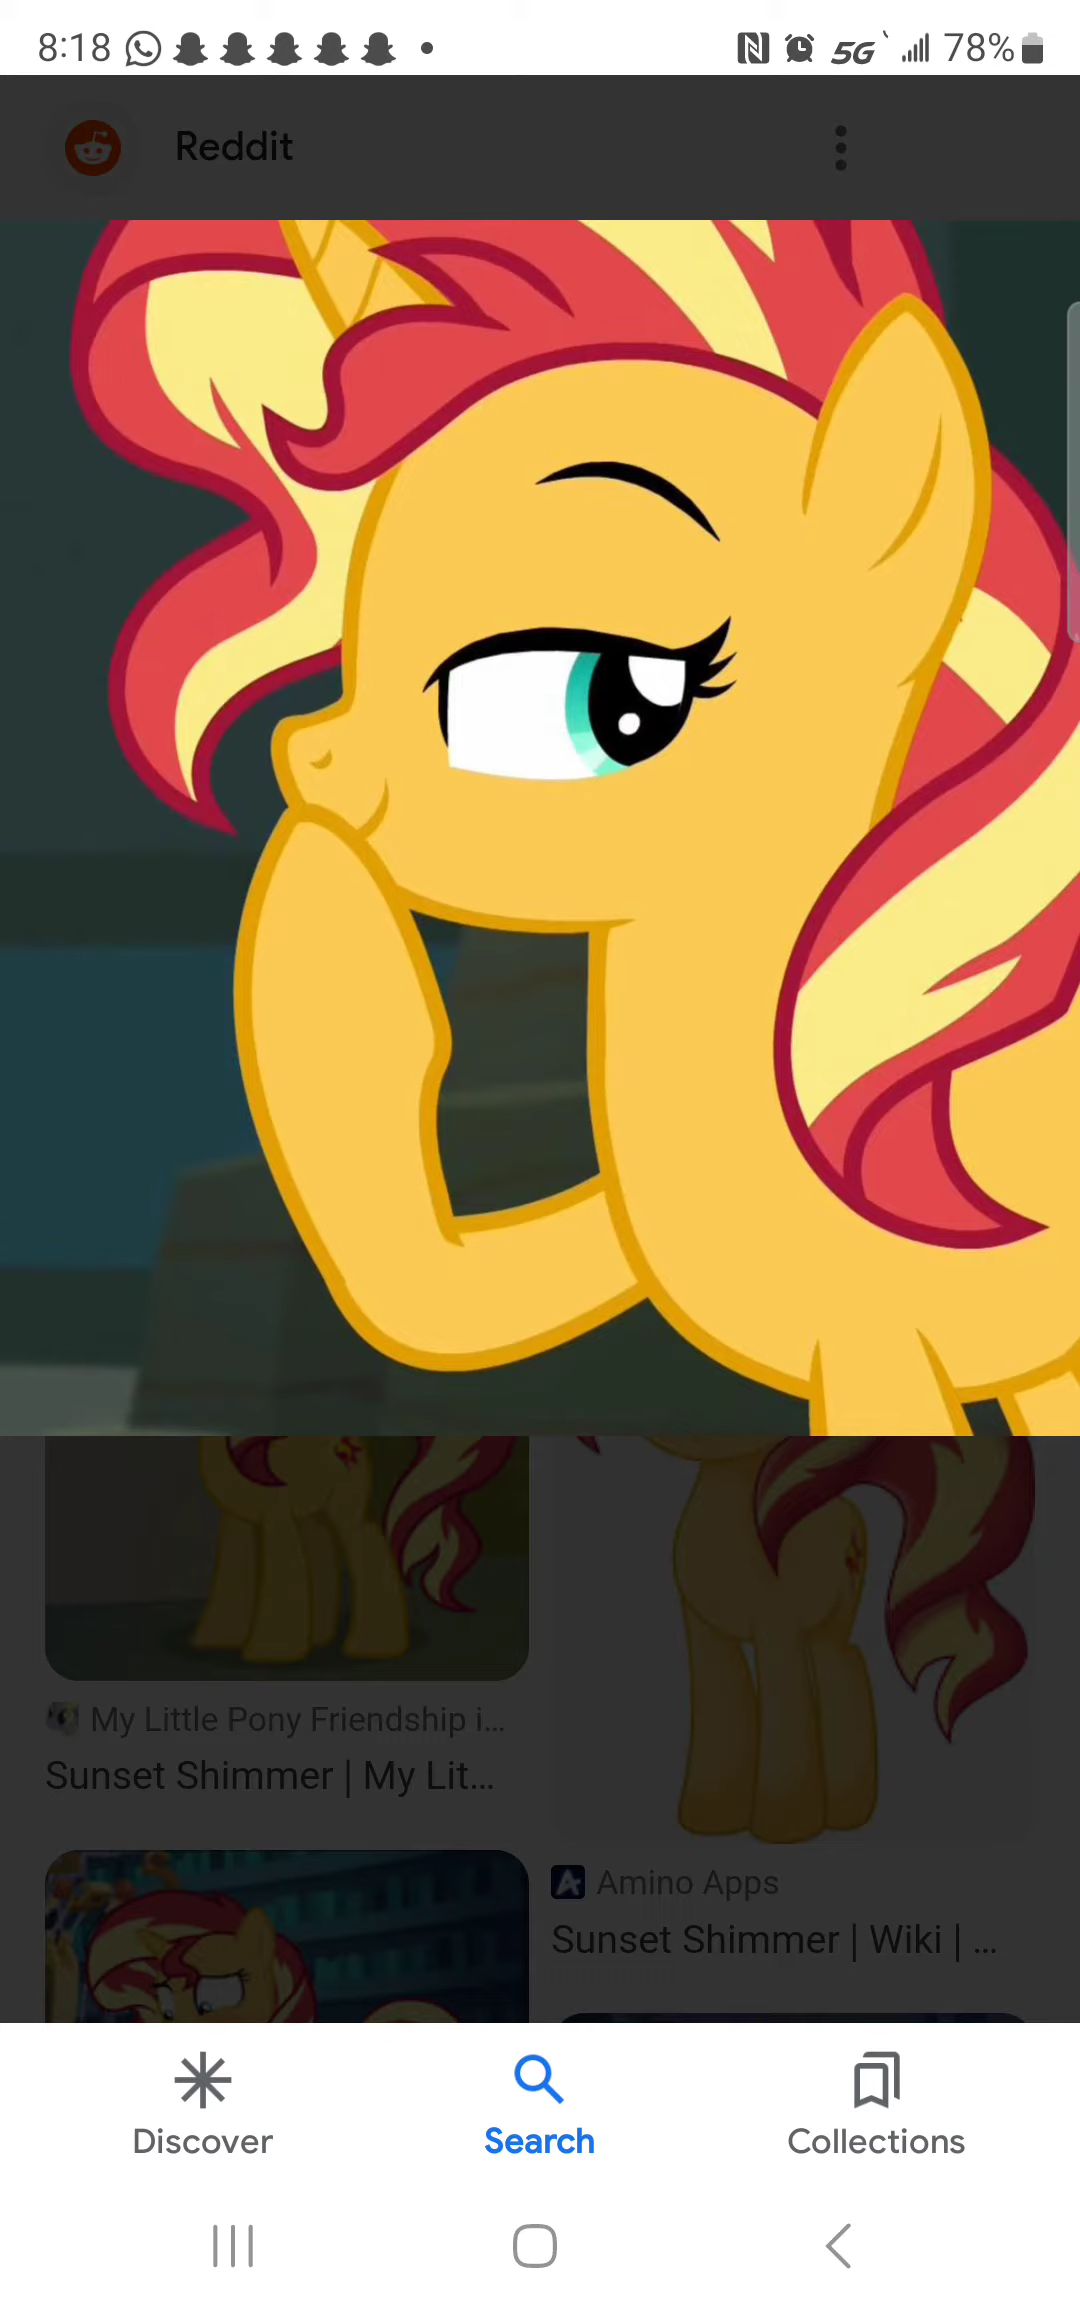 8:18 5G 78%
Reddit
My Little Pony Friendship i...
Sunset Shimmer | My Lit...
Amino Apps
Sunset Shimmer | Wiki | ...
Discover
Search
Collections